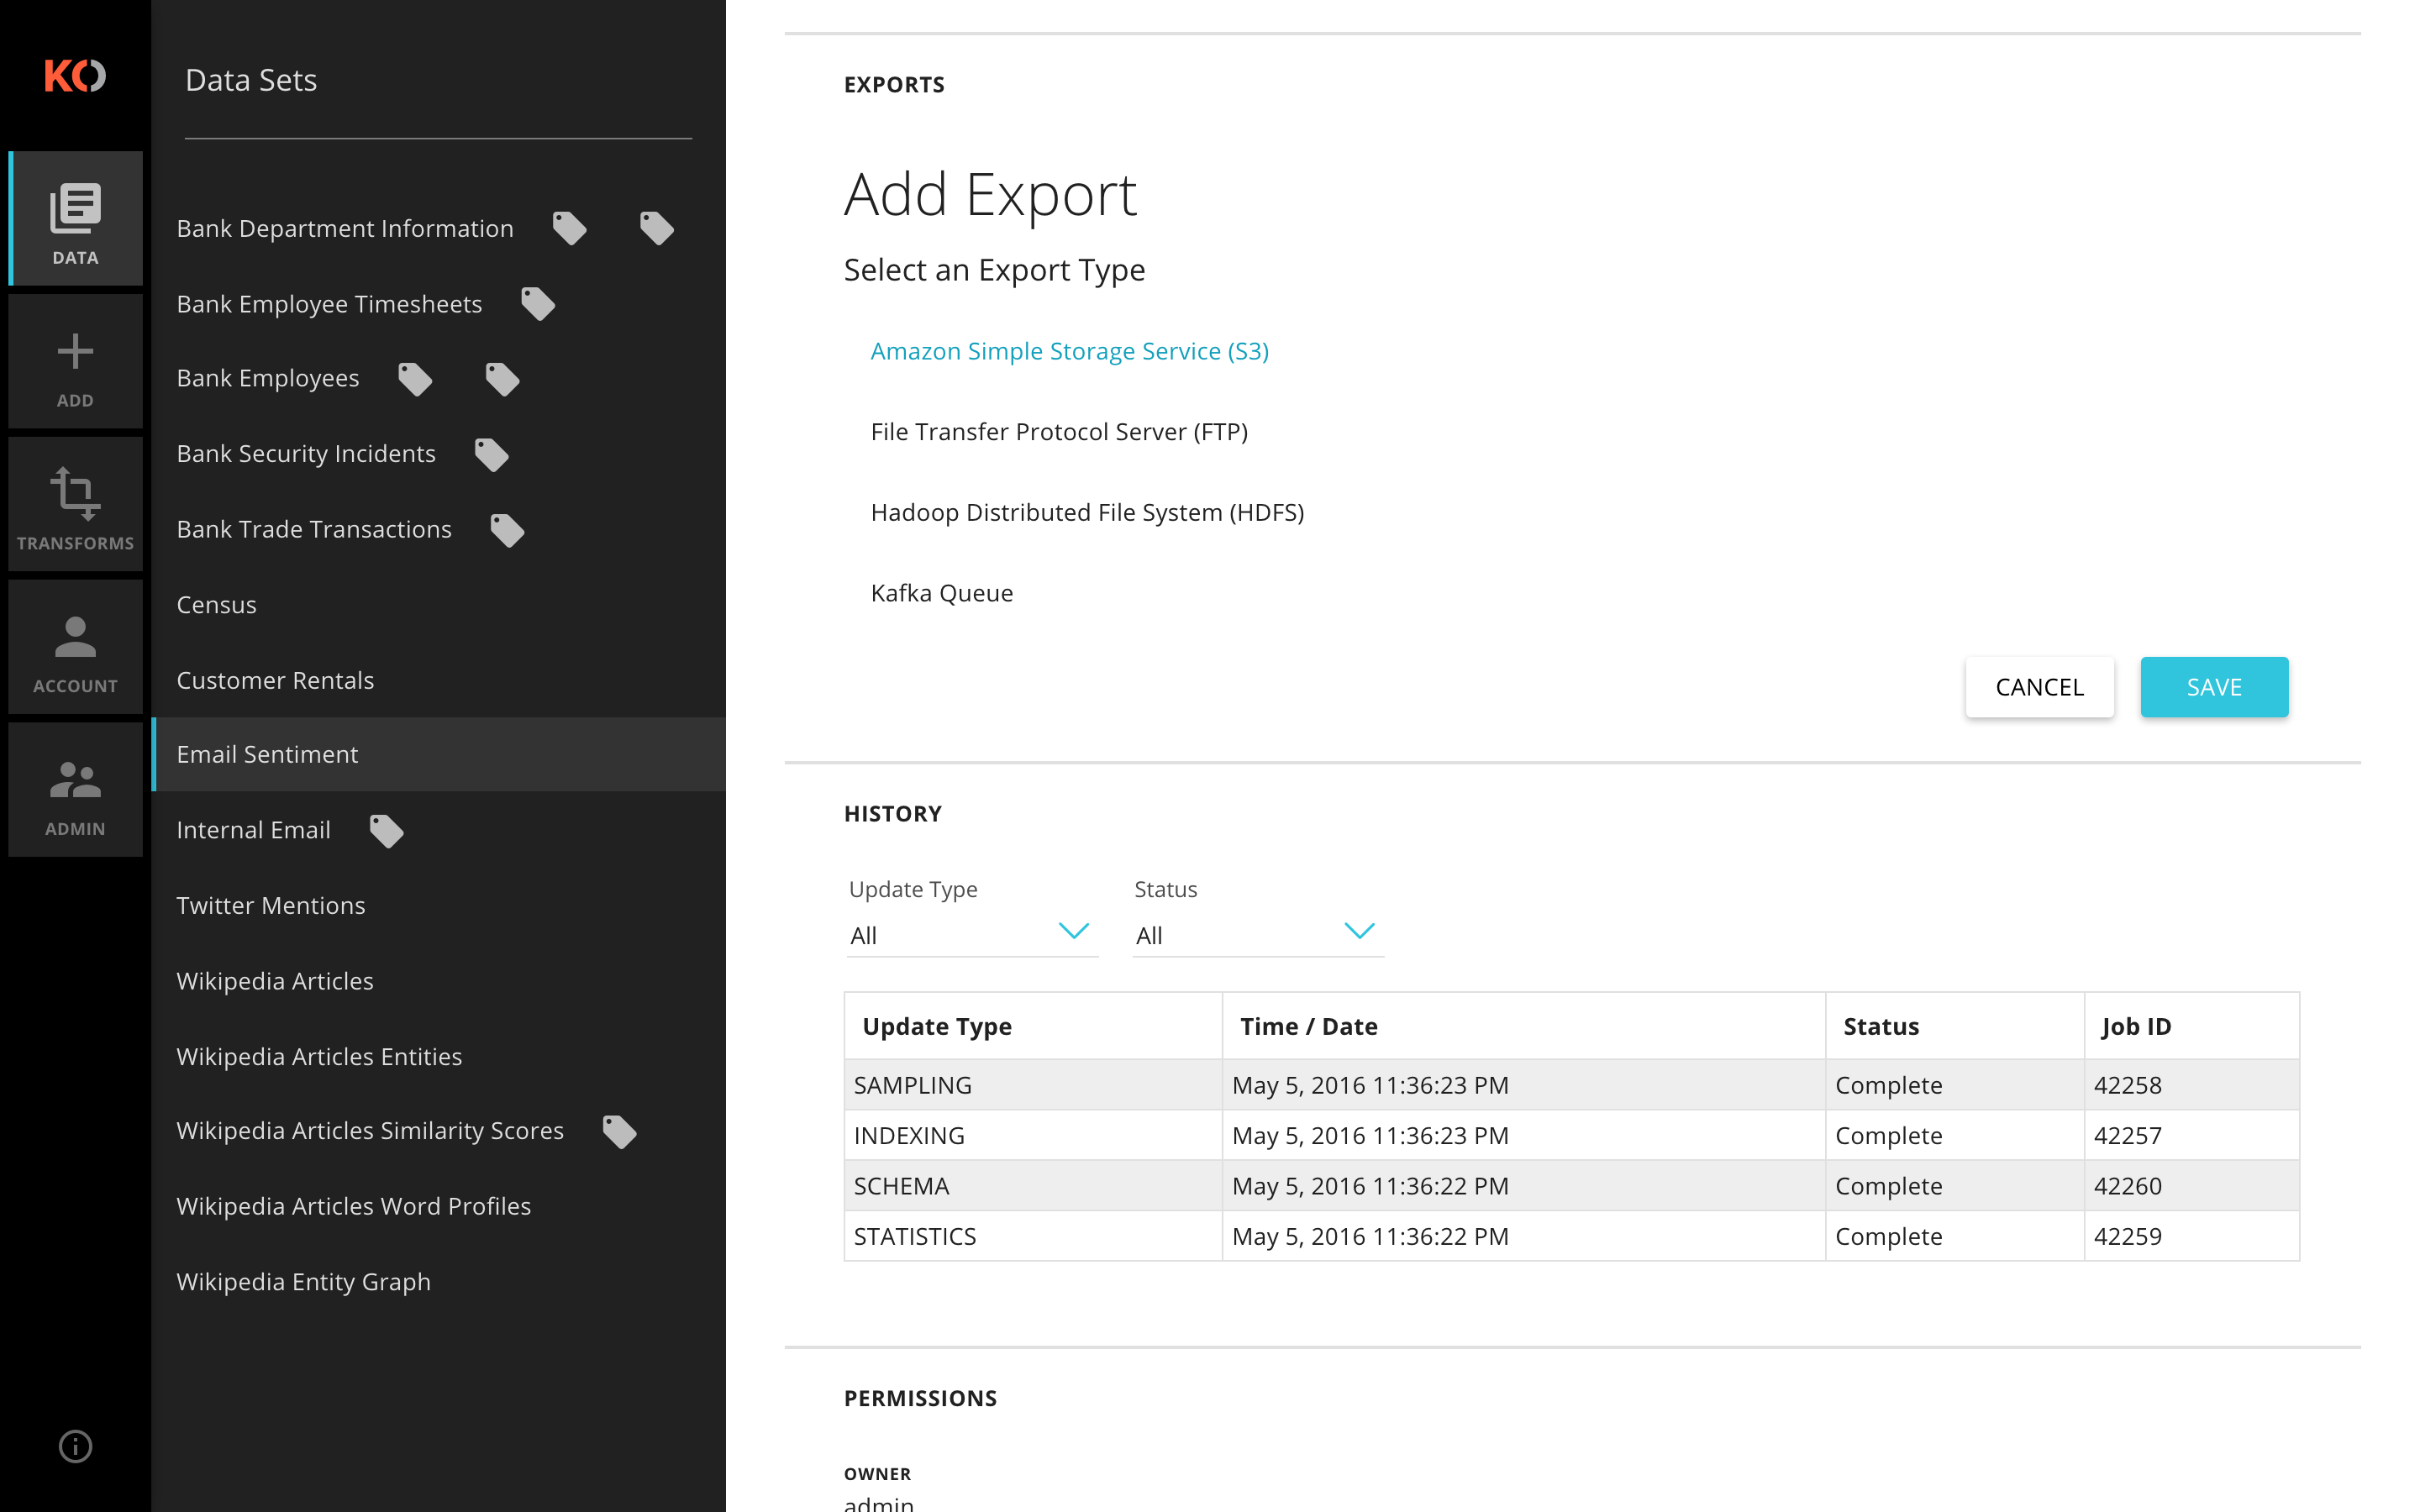 KO
DATA
ADD
TRANSFORMS
ACCOUNT
ADMIN
Data Sets
Bank Department Information
Bank Employee Timesheets
Bank Employees
Bank Security Incidents
Bank Trade Transactions
Census
Customer Rentals
Email Sentiment
Internal Email
Twitter Mentions
Wikipedia Articles
Wikipedia Articles Entities
Wikipedia Articles Similarity Scores
Wikipedia Articles Word Profiles
Wikipedia Entity Graph
EXPORTS
Add Export
Select an Export Type
Amazon Simple Storage Service (S3)
File Transfer Protocol Server (FTP)
Hadoop Distributed File System (HDFS)
Kafka Queue
CANCEL SAVE
HISTORY
Update Type Status
All All
Update Type Time / Date Status Job ID
SAMPLING May 5, 2016 11:36:23 PM Complete 42258
INDEXING May 5, 2016 11:36:23 PM Complete 42257
SCHEMA May 5, 2016 11:36:22 PM Complete 42260
STATISTICS May 5, 2016 11:36:22 PM Complete 42259
PERMISSIONS
OWNER
admin